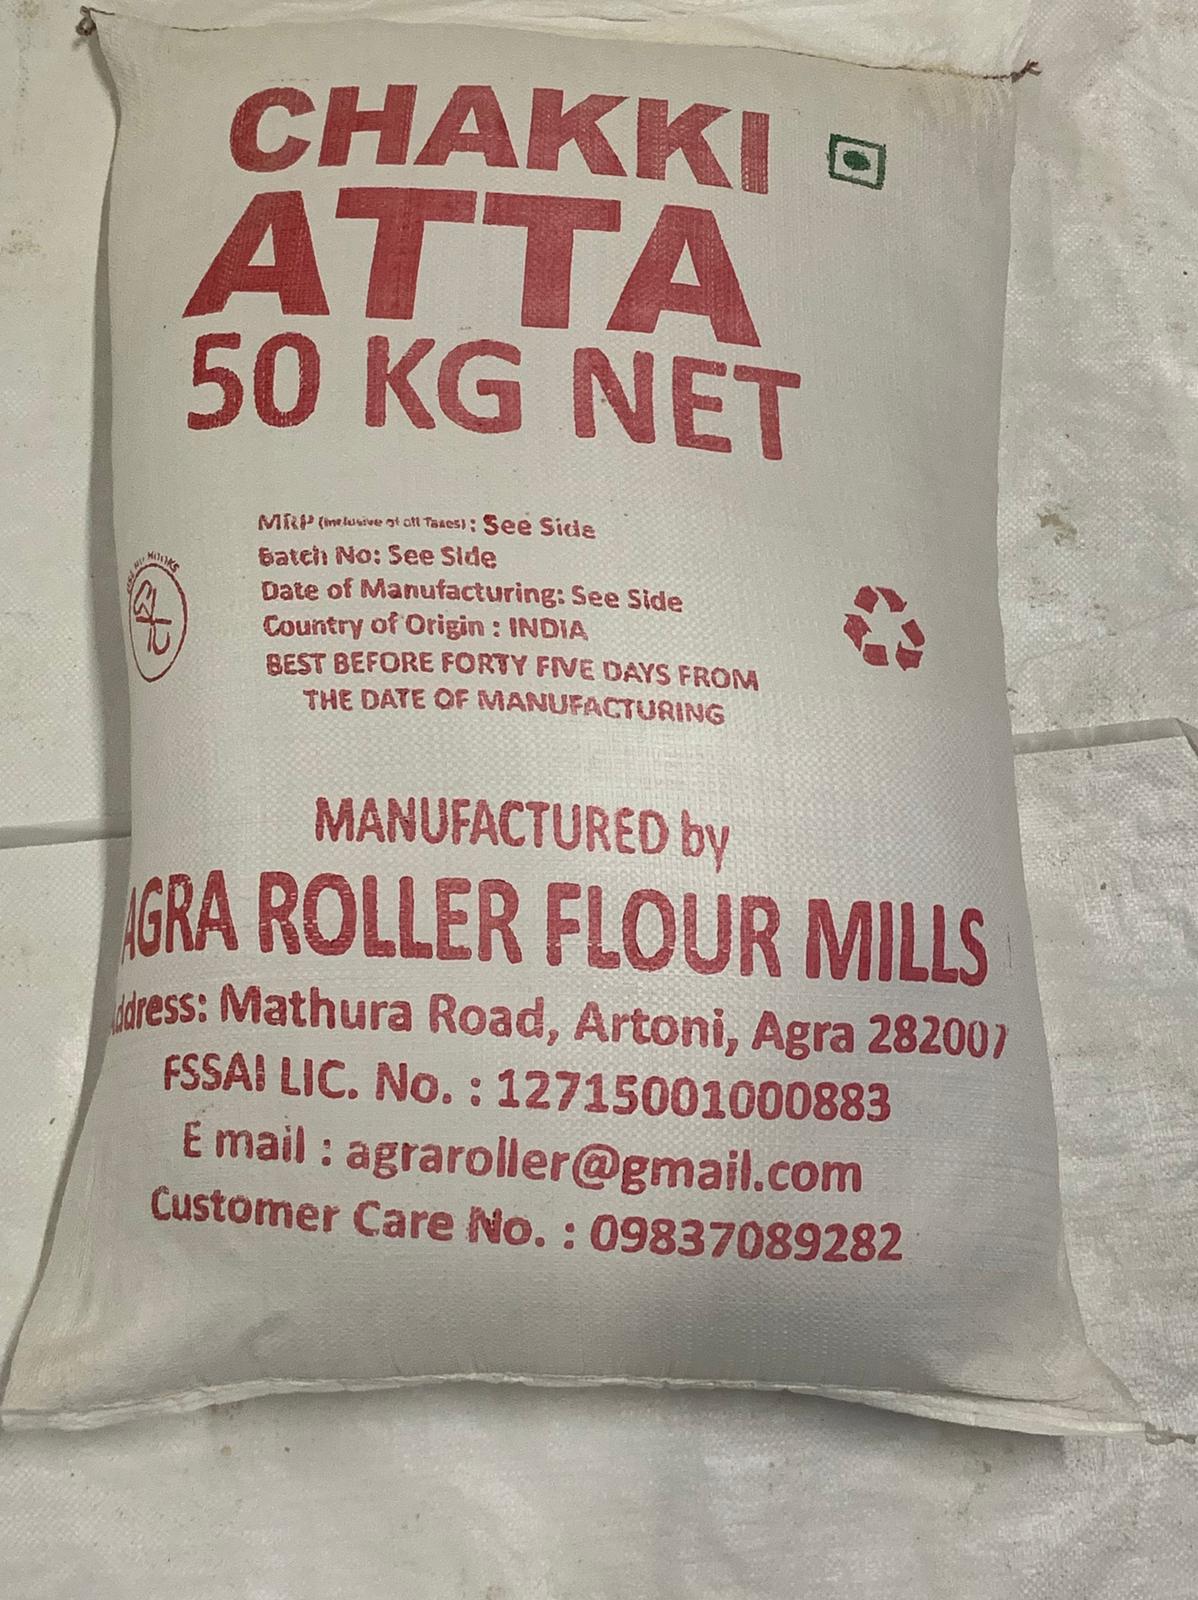 CHAKKI
ATTA
50 KG NET
MRP (Inclusive of all Taxes) : See Side
Batch No: See Side
Date of Manufacturing: See Side
Country of Origin : INDIA
BEST BEFORE FORTY FIVE DAYS FROM
THE DATE OF MANUFACTURING
MANUFACTURED by
AGRA ROLLER FLOUR MILLS
Address: Mathura Road, Artoni, Agra 282007
FSSAI LIC. No. : 12715001000883
E mail : agraroller@gmail.com
Customer Care No. : 09837089282